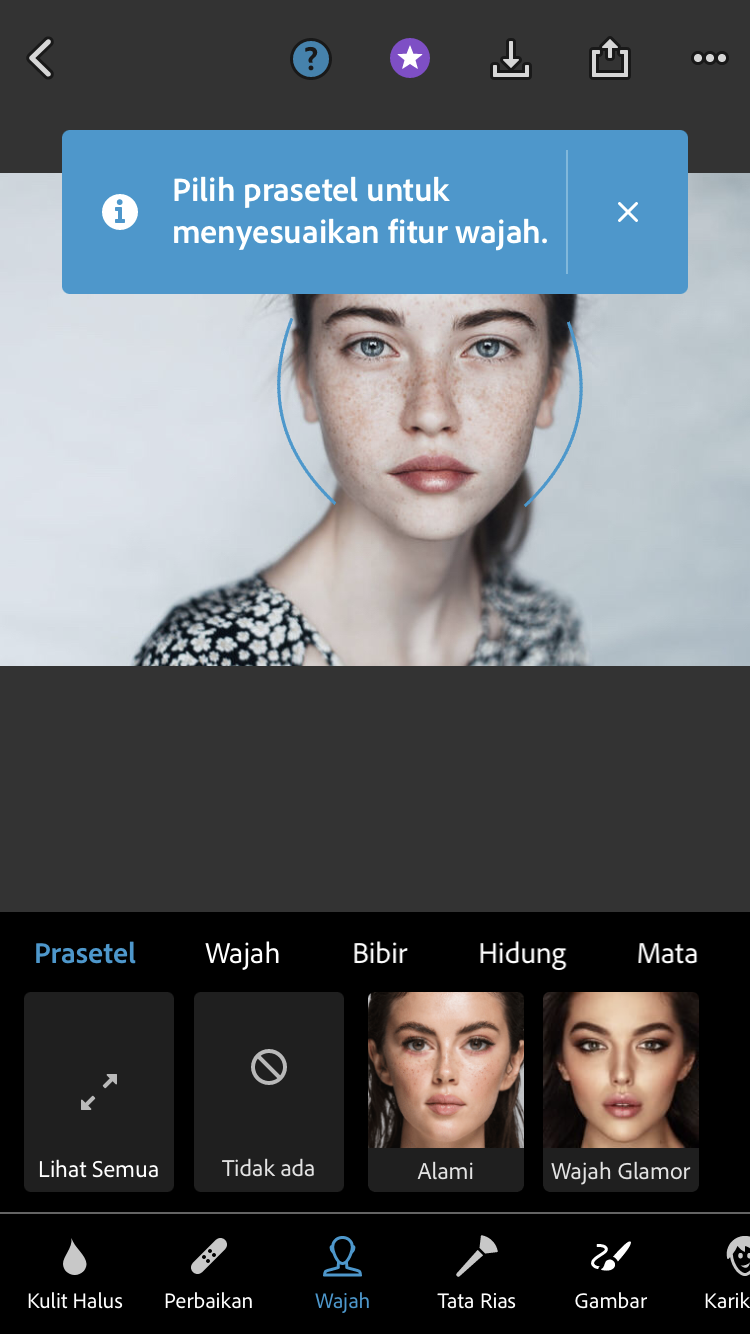 Pilih prasetel untuk
menyesuaikan fitur wajah.
Prasetel Wajah Bibir Hidung Mata
Lihat Semua Tidak ada Alami Wajah Glamor
Kulit Halus Perbaikan Wajah Tata Rias Gambar Karik